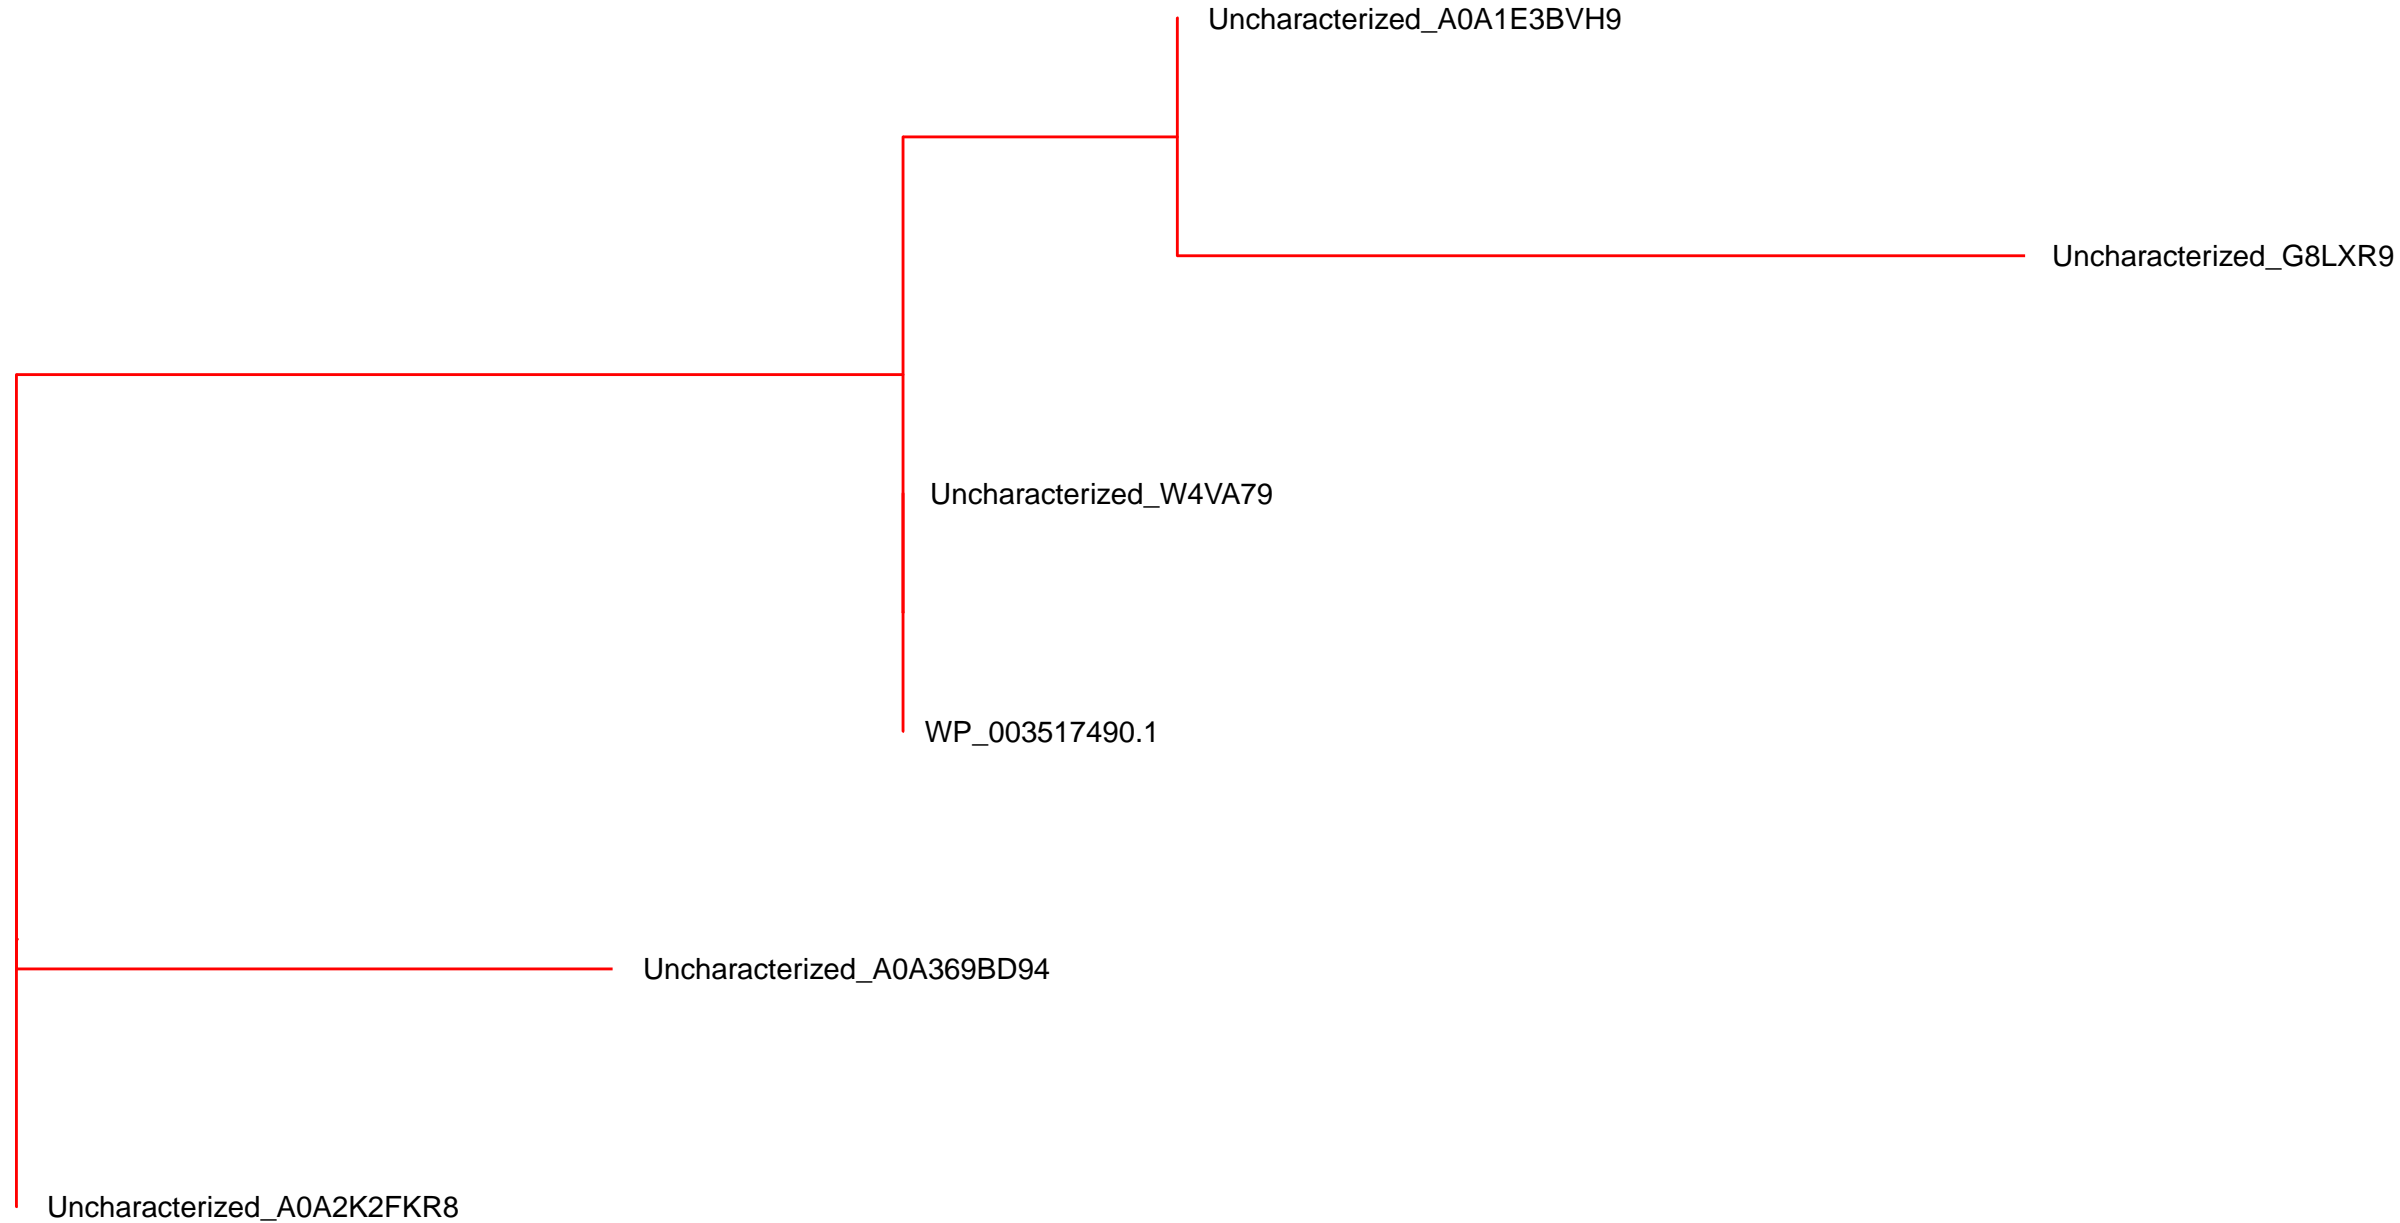 Uncharacterized_A0A1E3BVH9
Uncharacterized_G8LXR9
Uncharacterized_W4VA79
WP_003517490.1
Uncharacterized_A0A369BD94
Uncharacterized_A0A2K2FKR8